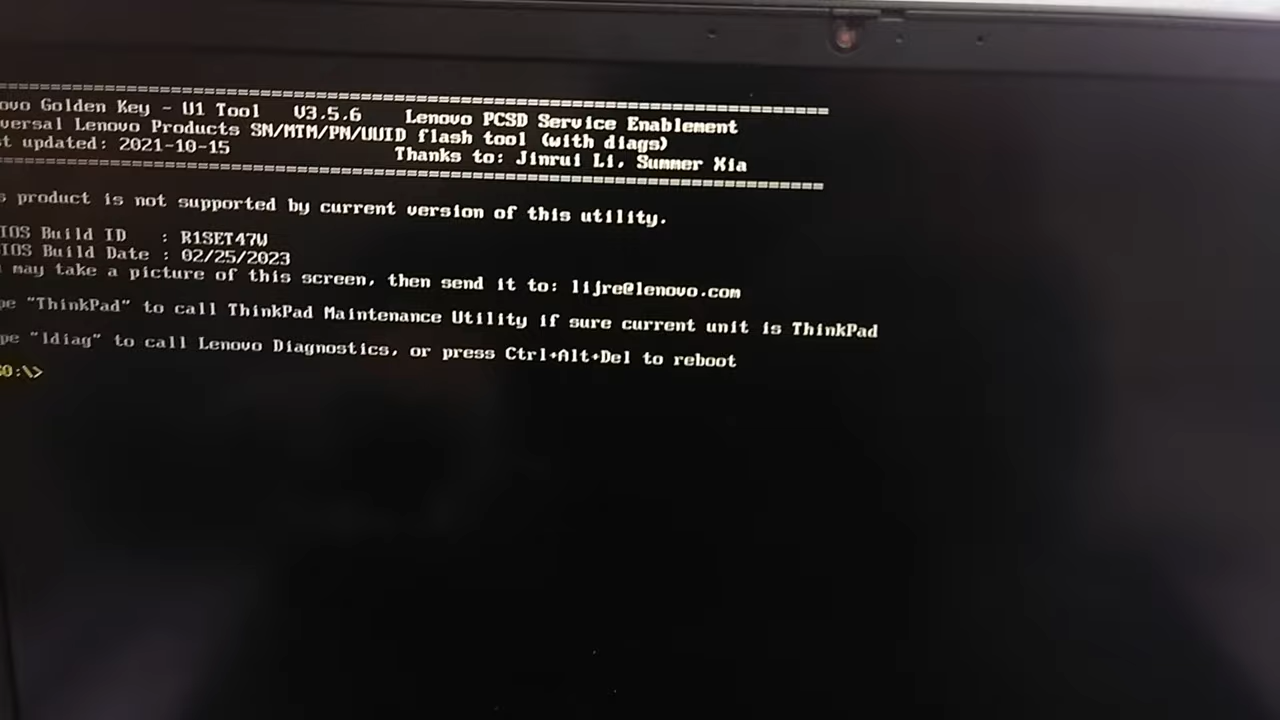 ===========================================================================
ovo Golden Key - U1 Tool V3.5.6 Lenovo PCSD Service Enablement
versal Lenovo Products SN/MTM/PN/UUID flash tool (with diags)
t updated: 2021-10-15 Thanks to: Jinrui Li, Summer Xia
===========================================================================
s product is not supported by current version of this utility.
IOS Build ID : R1SET47W
IOS Build Date : 02/25/2023
may take a picture of this screen, then send it to: lijre@lenovo.com
pe "ThinkPad" to call ThinkPad Maintenance Utility if sure current unit is ThinkPad
pe "ldiag" to call Lenovo Diagnostics, or press Ctrl+Alt+Del to reboot
0:\>